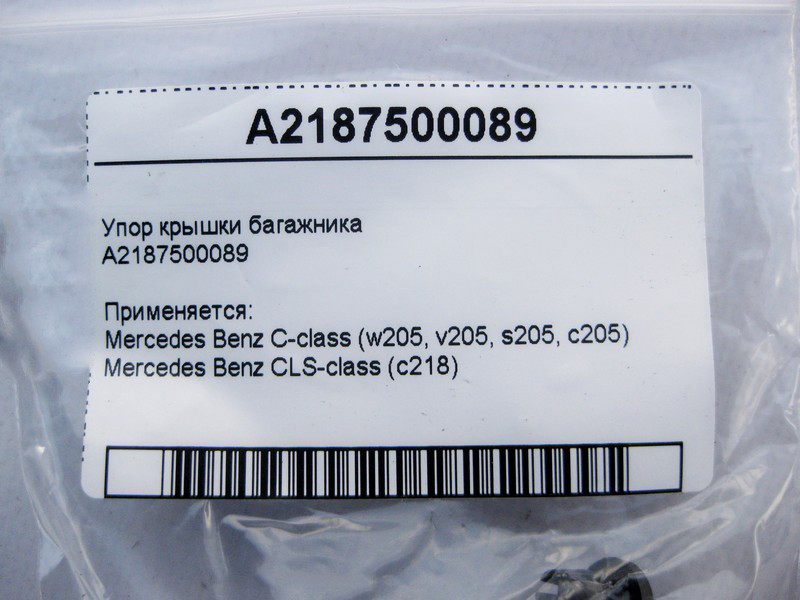 A2187500089
Упор крышки багажника
A2187500089
Применяется:
Mercedes Benz C-class (w205, v205, s205, c205)
Mercedes Benz CLS-class (c218)